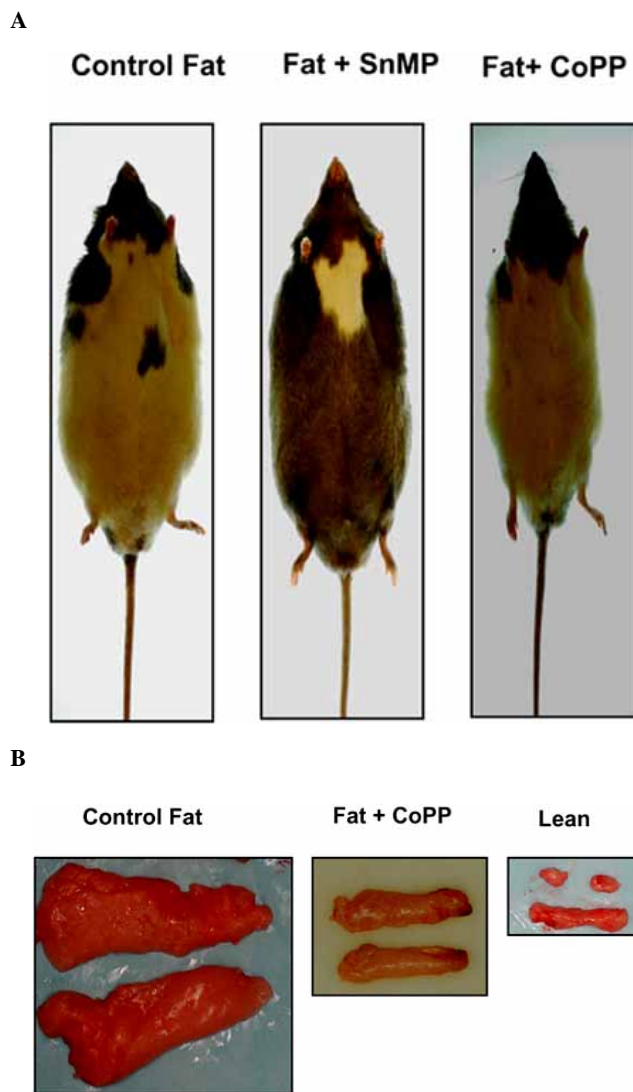 A
Control Fat Fat + SnMP Fat+ CoPP
B
Control Fat Fat + CoPP Lean